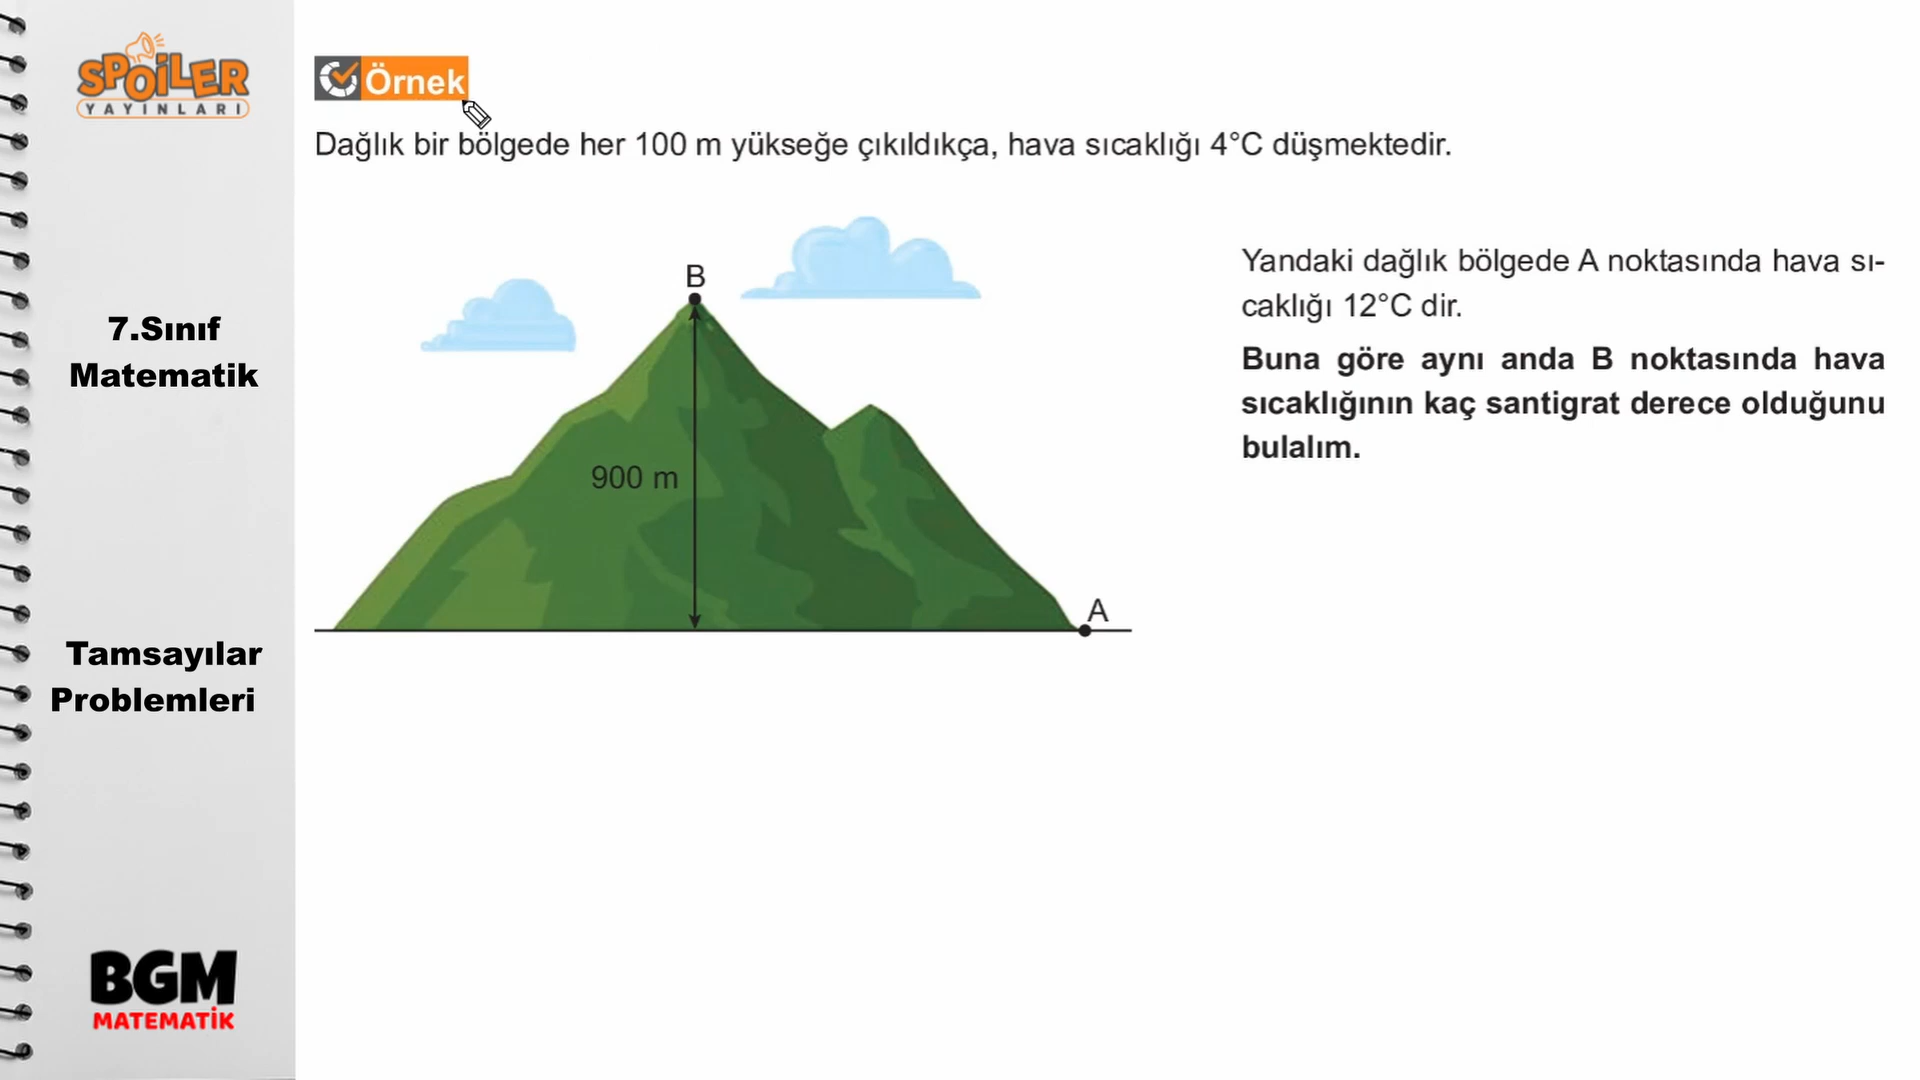 SPOİLER
YAYINLARI
7.Sınıf
Matematik
Tamsayılar
Problemleri
BGM
MATEMATİK
Örnek
Dağlık bir bölgede her 100 m yükseğe çıkıldıkça, hava sıcaklığı 4°C düşmektedir.
B
900 m
A
Yandaki dağlık bölgede A noktasında hava sı-
caklığı 12°C dir.
Buna göre aynı anda B noktasında hava
sıcaklığının kaç santigrat derece olduğunu
bulalım.